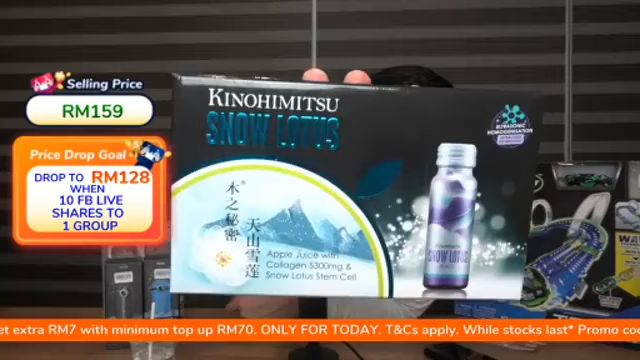 Selling Price
RM159
Price Drop Goal
DROP TO RM128
WHEN
10 FB LIVE
SHARES TO
1 GROUP
KINOHIMITSU
SNOW LOTUS
ULTRASONIC
HOMOGENISATION
木之秘密®
天山雪莲
Apple Juice with
Collagen 5300mg &
Snow Lotus Stem Cell
SNOW LOTUS
et extra RM7 with minimum top up RM70. ONLY FOR TODAY. T&Cs apply. While stocks last* Promo co